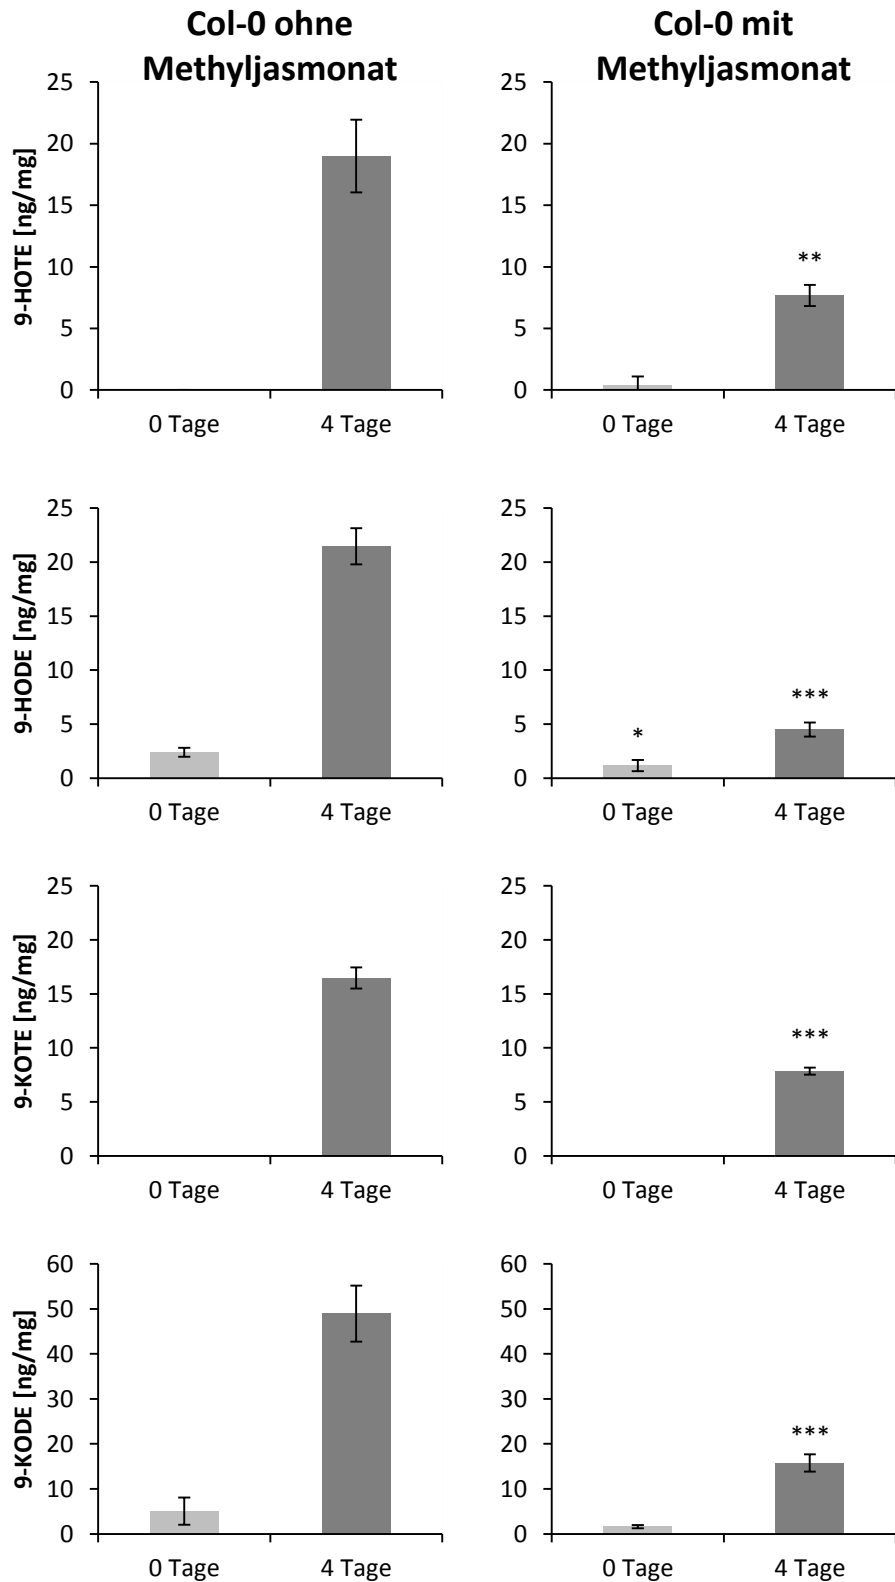 Col-0 ohne
Methyljasmonat
Col-0 mit
Methyljasmonat
9-HOTE [ng/mg]
25
20
15
10
5
0
0 Tage
4 Tage
25
20
15
10
5
0
**
0 Tage
4 Tage
9-HODE [ng/mg]
25
20
15
10
5
0
0 Tage
4 Tage
25
20
15
10
5
0
*
***
0 Tage
4 Tage
9-KOTE [ng/mg]
25
20
15
10
5
0
0 Tage
4 Tage
25
20
15
10
5
0
***
0 Tage
4 Tage
9-KODE [ng/mg]
60
50
40
30
20
10
0
0 Tage
4 Tage
60
50
40
30
20
10
0
***
0 Tage
4 Tage